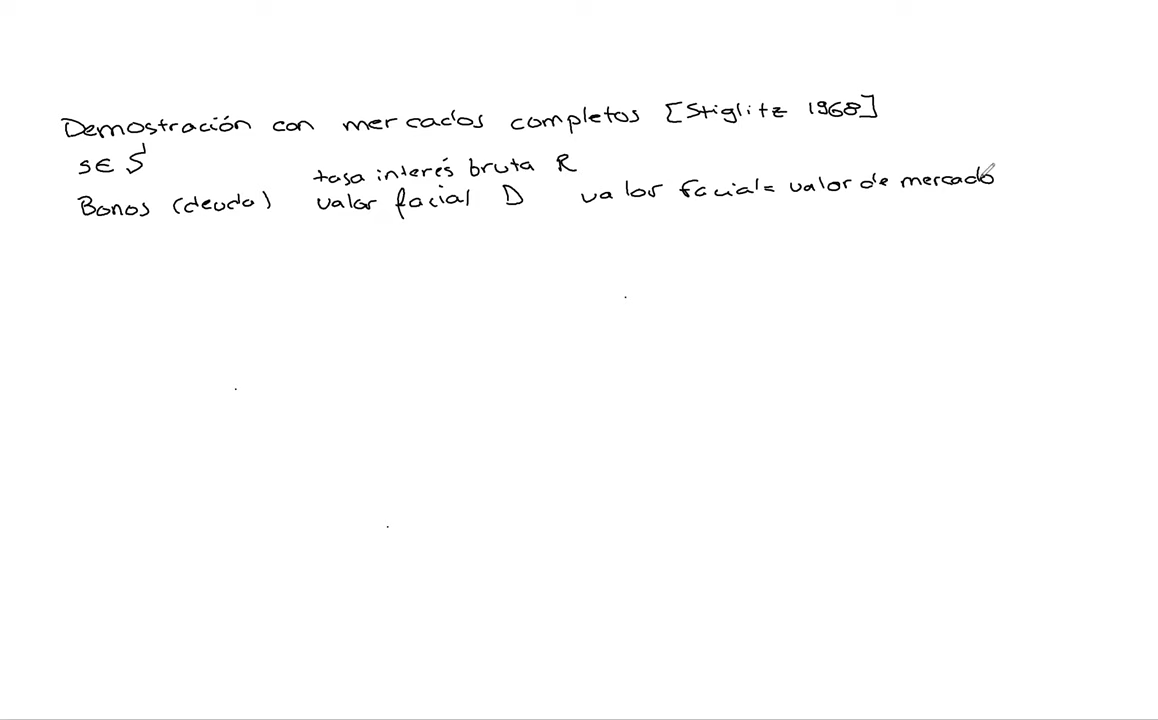 Demostración con mercados completos [Stiglitz 1968]
s ∈ S
tasa interés bruta R
Bonos (deuda) valor facial D valor facial = valor de mercado